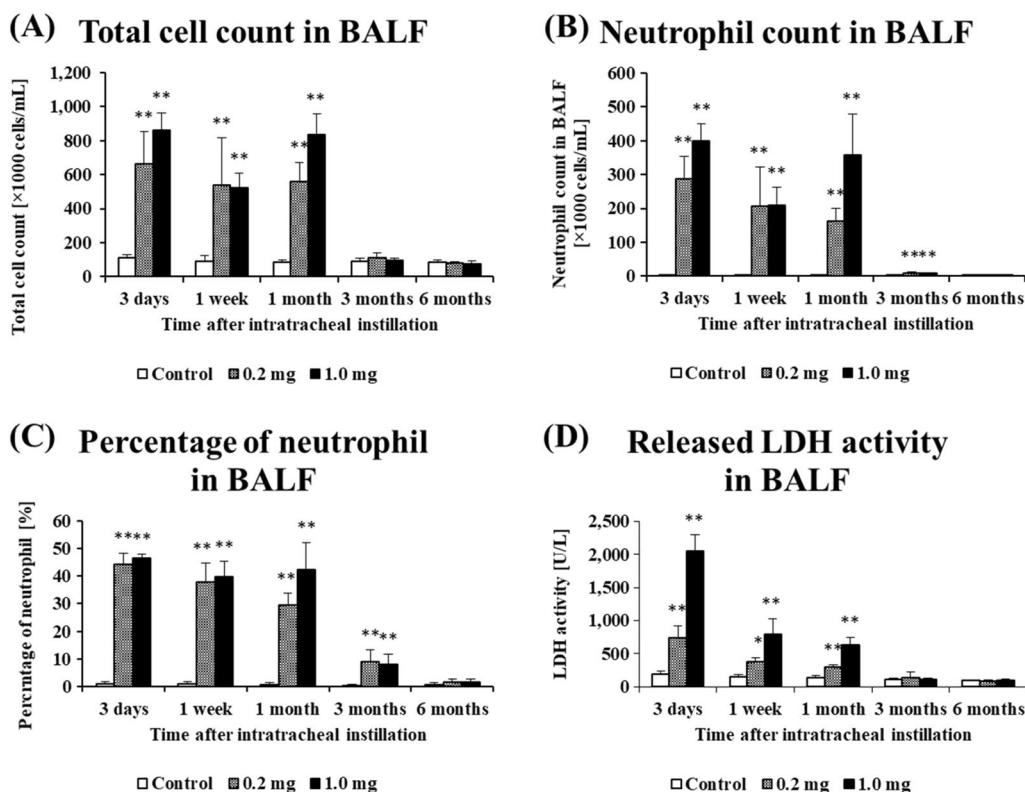 (A) Total cell count in BALF
Total cell count [×1000 cells/mL]
1,200
1,000
800
600
400
200
0
** ** ** ** ** **
3 days 1 week 1 month 3 months 6 months
Time after intratracheal instillation
Control 0.2 mg 1.0 mg
(B) Neutrophil count in BALF
Neutrophil count in BALF
[×1000 cells/mL]
600
500
400
300
200
100
0
** ** ** ** ** ** ****
3 days 1 week 1 month 3 months 6 months
Time after intratracheal instillation
Control 0.2 mg 1.0 mg
(C) Percentage of neutrophil
in BALF
Percrntage of neutrophil [%]
60
50
40
30
20
10
0
**** ** ** ** ** ** **
3 days 1 week 1 month 3 months 6 months
Time after intratracheal instillation
Control 0.2 mg 1.0 mg
(D) Released LDH activity
in BALF
LDH activity [U/L]
2,500
2,000
1,500
1,000
500
0
** ** * ** ** **
3 days 1 week 1 month 3 months 6 months
Time after intratracheal instillation
Control 0.2 mg 1.0 mg